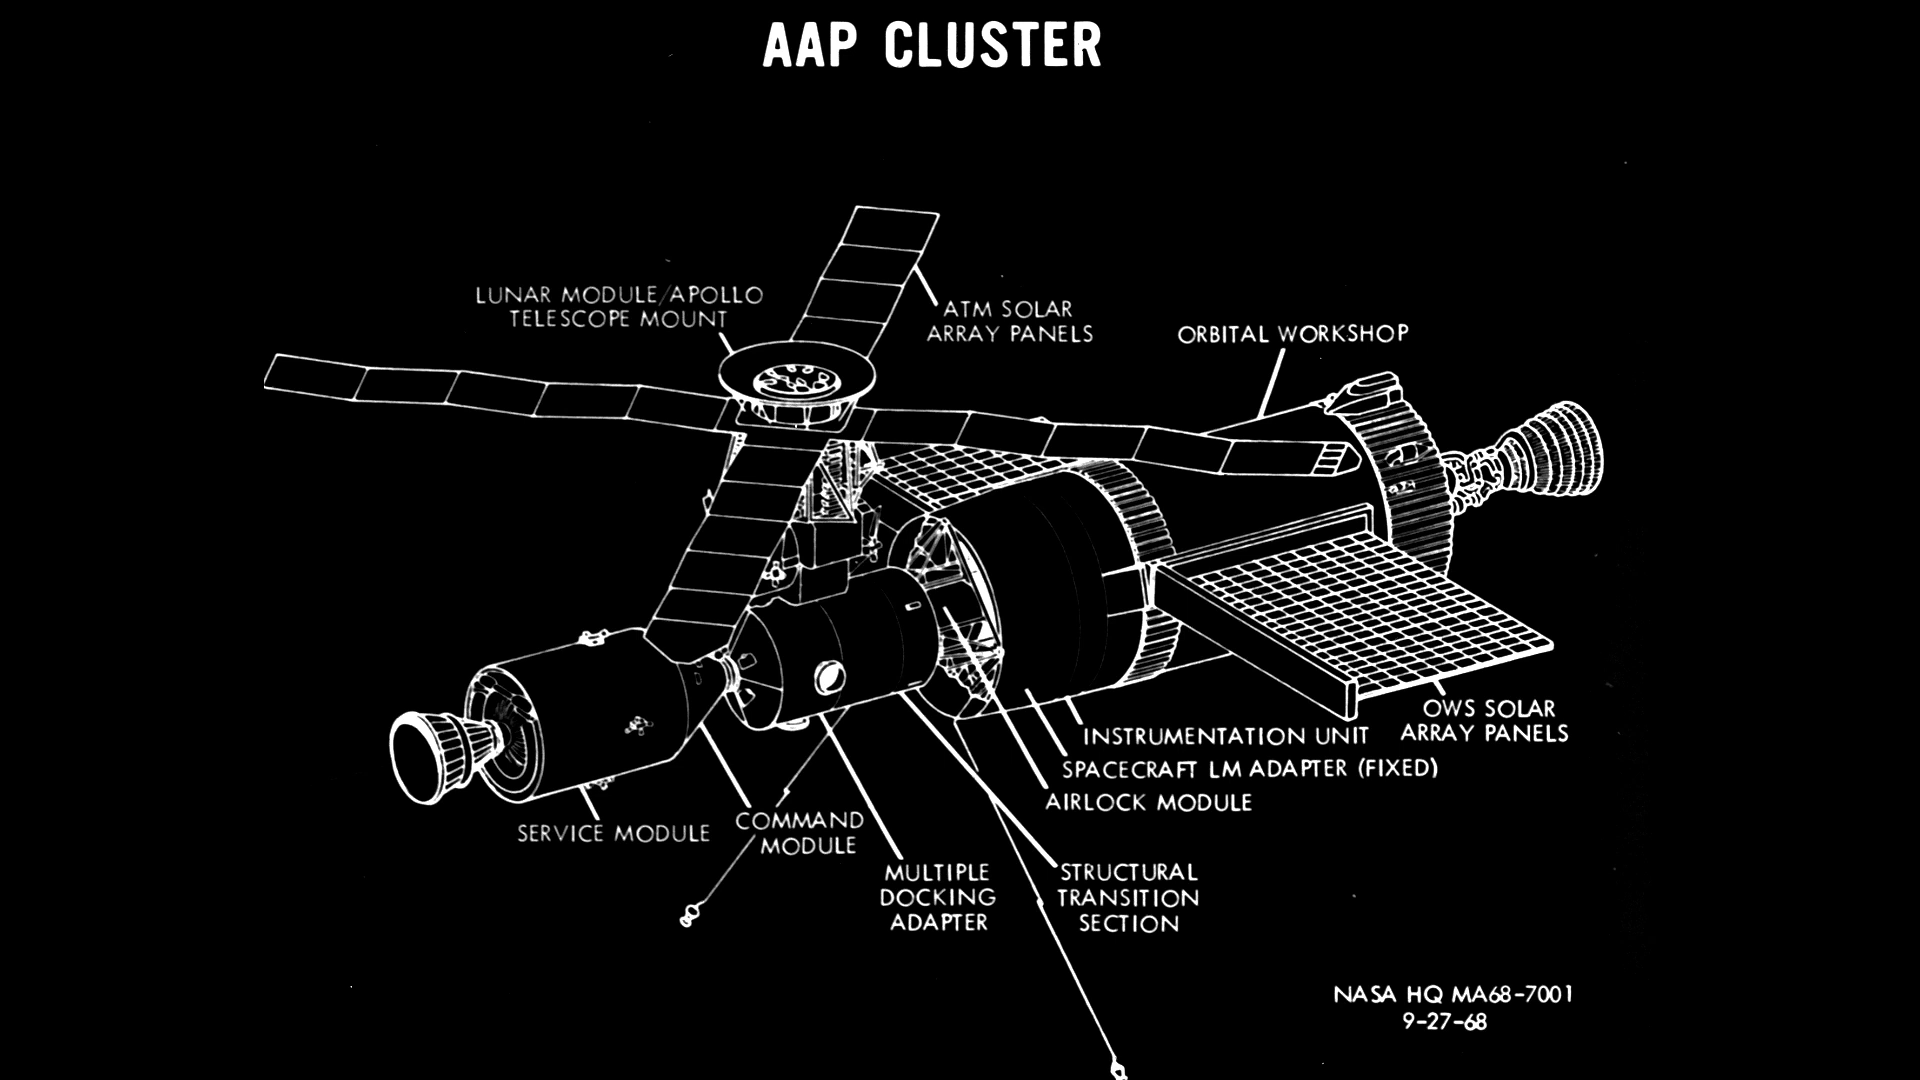 AAP CLUSTER
LUNAR MODULE/APOLLO
TELESCOPE MOUNT
ATM SOLAR
ARRAY PANELS
ORBITAL WORKSHOP
OWS SOLAR
ARRAY PANELS
INSTRUMENTATION UNIT
SPACECRAFT LM ADAPTER (FIXED)
AIRLOCK MODULE
SERVICE MODULE
COMMAND
MODULE
MULTIPLE
DOCKING
ADAPTER
STRUCTURAL
TRANSITION
SECTION
NASA HQ MA68-7001
9-27-68